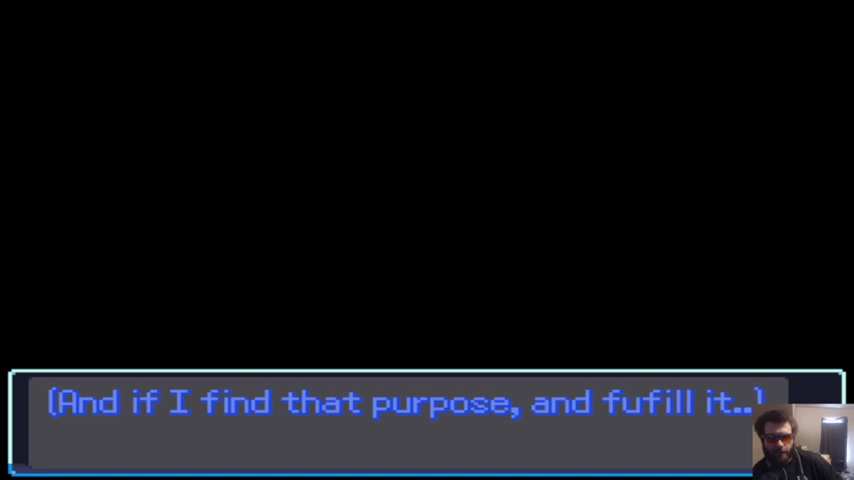 (And if I find that purpose, and fufill it..)